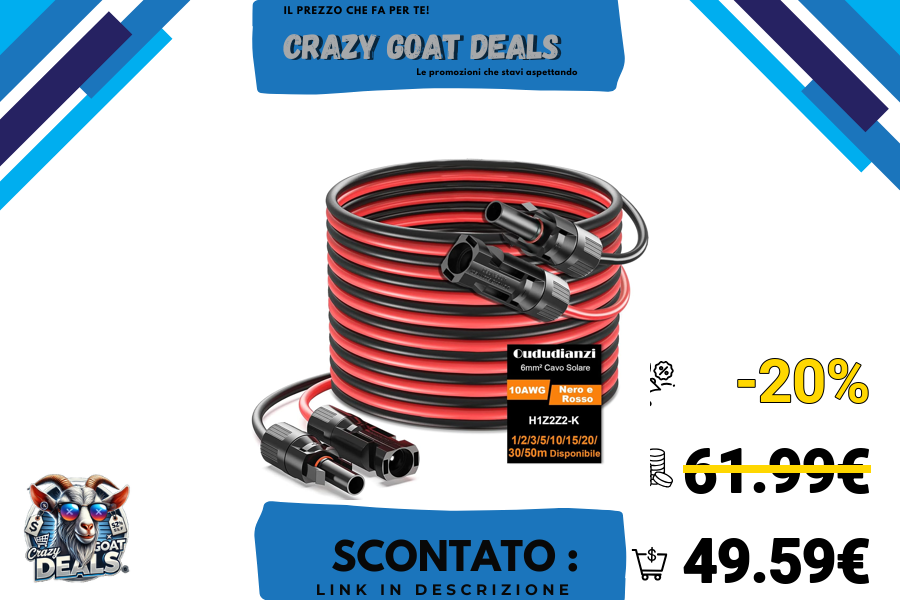 IL PREZZO CHE FA PER TE!
CRAZY GOAT DEALS
Le promozioni che stavi aspettando
Oududianzi
6mm² Cavo Solare
10AWG
Nero e
Rosso
H1Z2Z2-K
1/2/3/5/10/15/20/
30/50m Disponibile
-20%
61.99€
49.59€
SCONTATO :
LINK IN DESCRIZIONE
Crazy
GOAT
DEALS